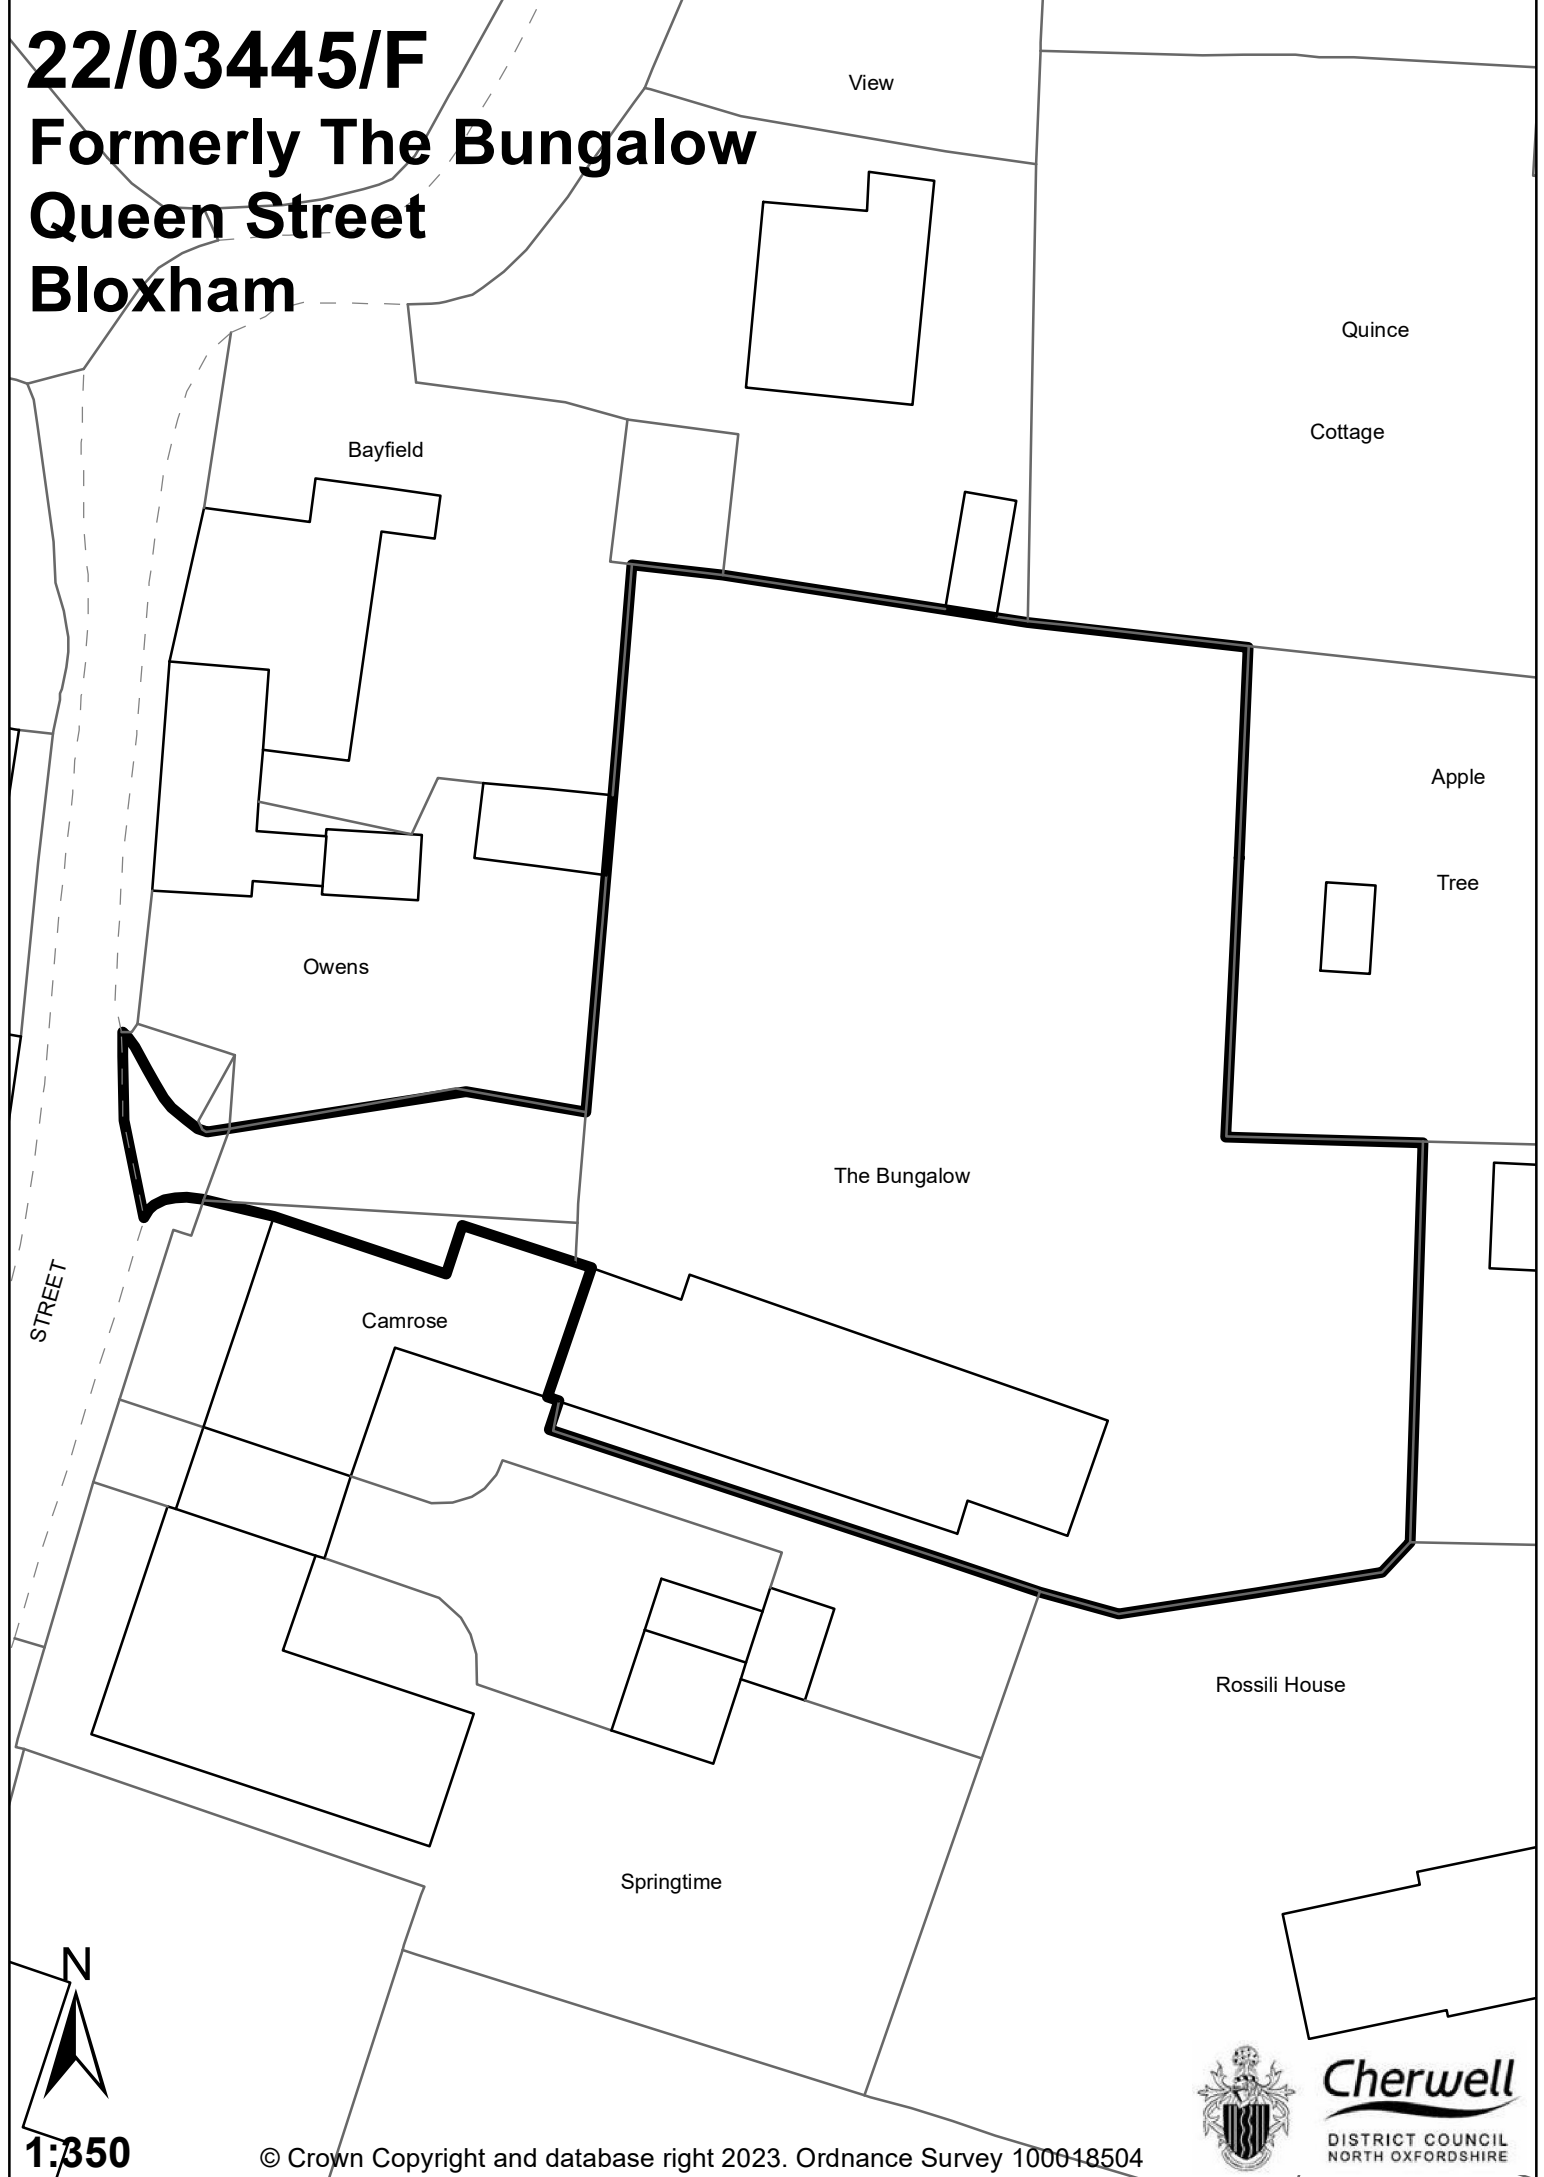 22/03445/F
Formerly The Bungalow
Queen Street
Bloxham
View
Quince
Cottage
Bayfield
Apple
Tree
Owens
The Bungalow
STREET
Camrose
Rossili House
Springtime
N
1:350
© Crown Copyright and database right 2023. Ordnance Survey 100018504
Cherwell
DISTRICT COUNCIL
NORTH OXFORDSHIRE